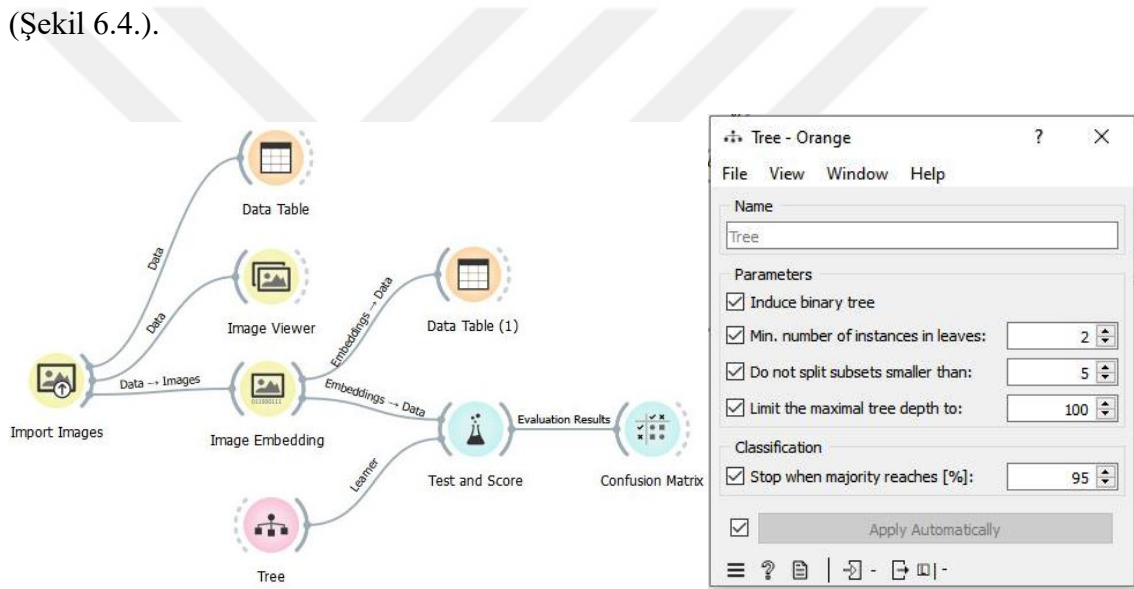 (Şekil 6.4.).
Data Table
Data
Data
Image Viewer
Embeddings → Data
Data Table (1)
Import Images
Data → Images
Image Embedding
Embeddings → Data
Learner
Test and Score
Evaluation Results
Confusion Matrix
Tree
Tree - Orange ? ×
File View Window Help
Name
Tree
Parameters
Induce binary tree
Min. number of instances in leaves: 2
Do not split subsets smaller than: 5
Limit the maximal tree depth to: 100
Classification
Stop when majority reaches [%]: 95
Apply Automatically